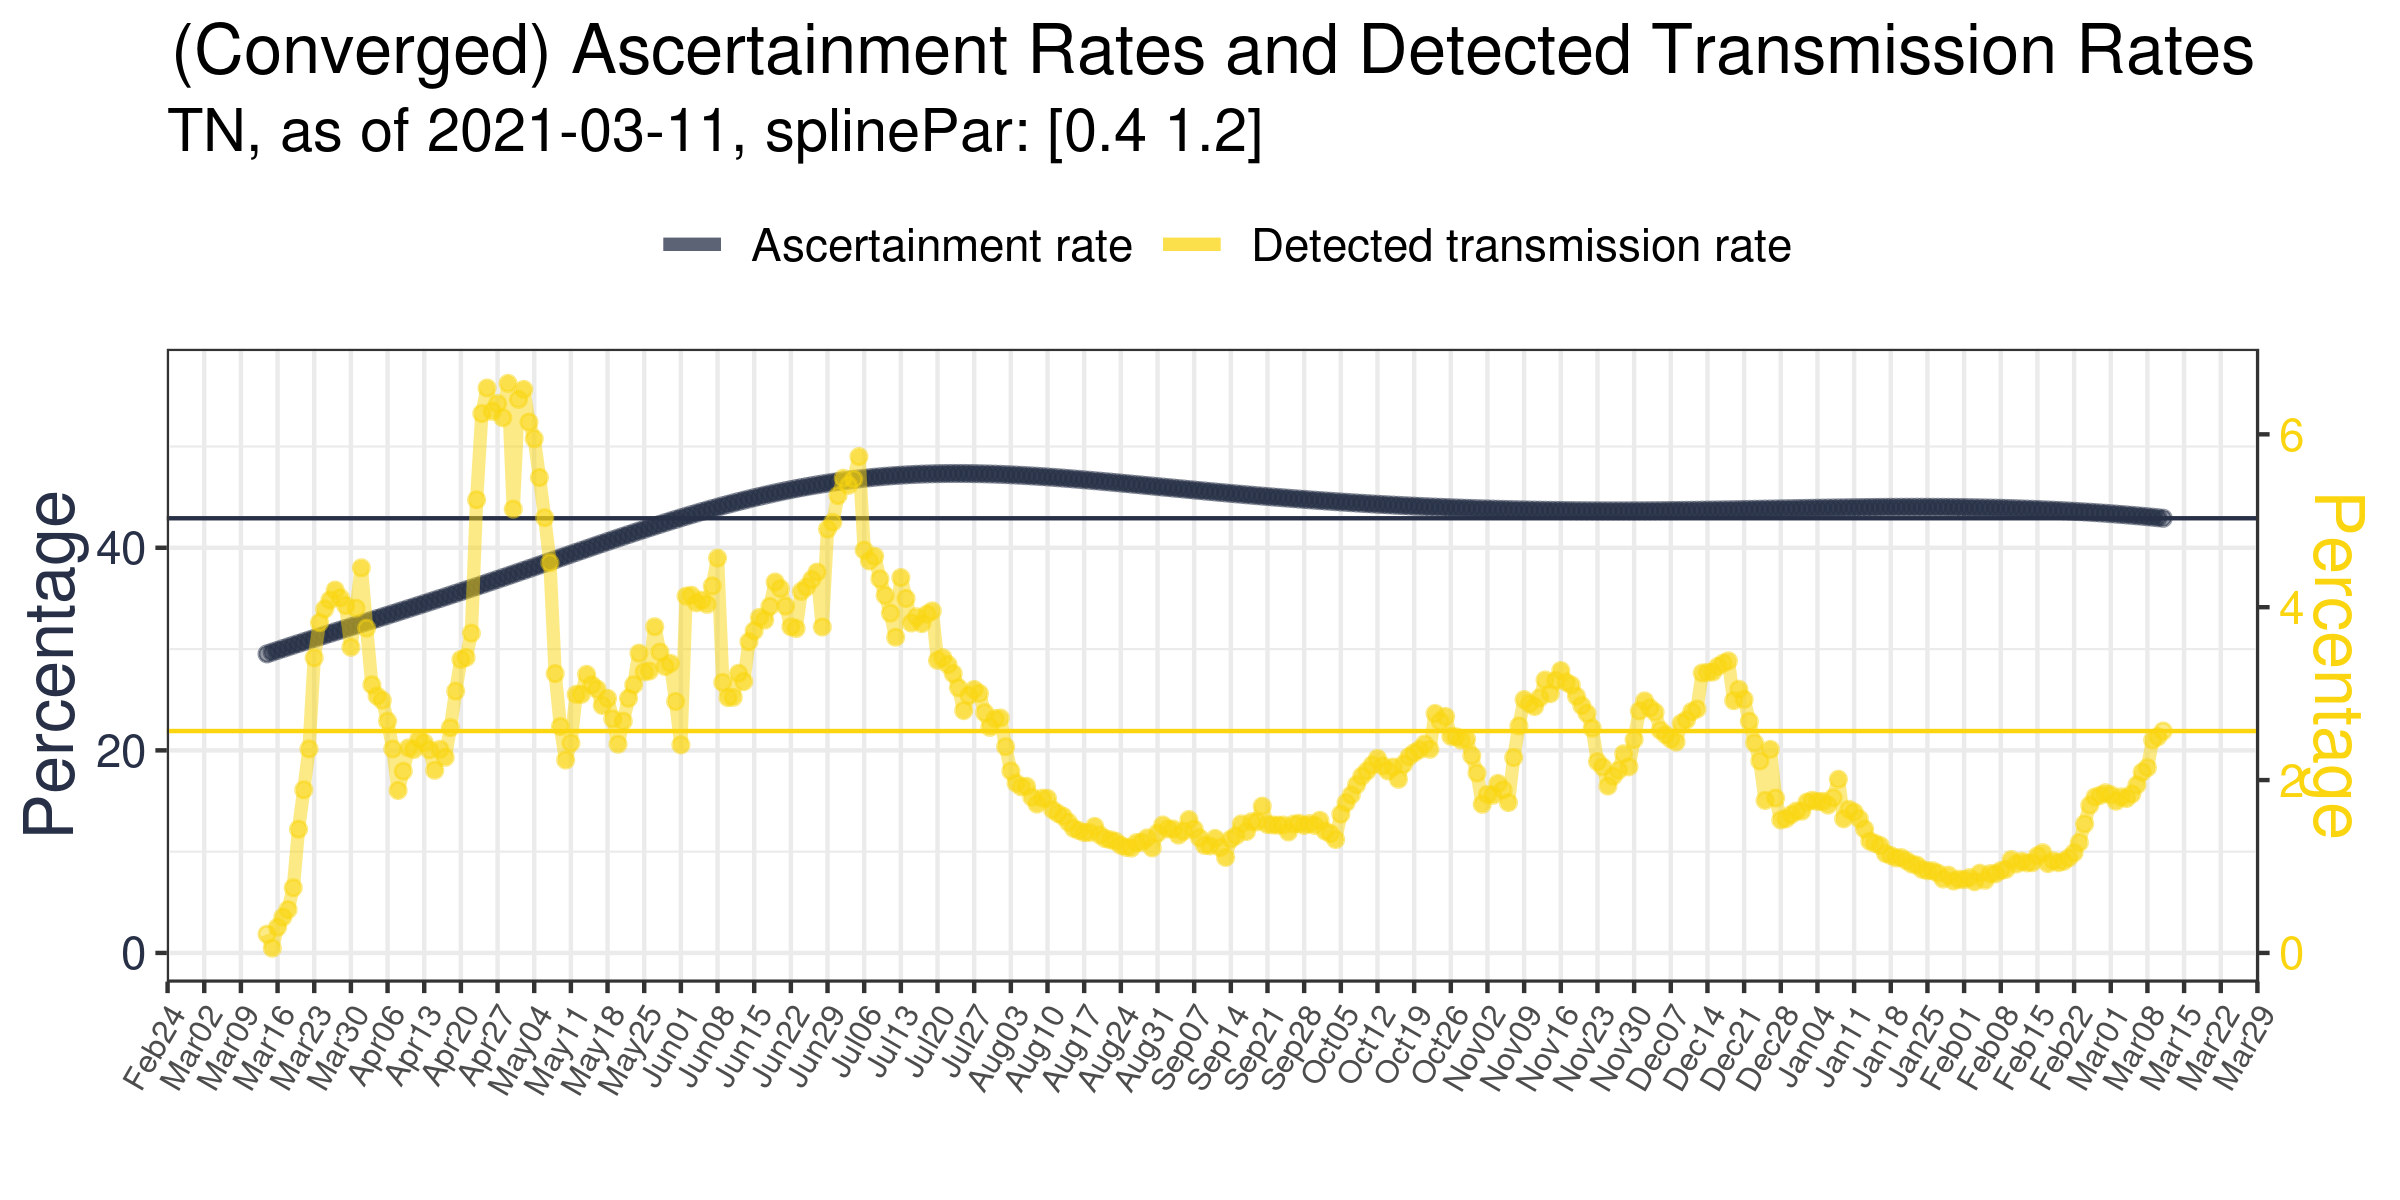 (Converged) Ascertainment Rates and Detected Transmission Rates
TN, as of 2021-03-11, splinePar: [0.4 1.2]
Ascertainment rate Detected transmission rate
Percentage
40
20
0
6
4
2
0
Percentage
Feb24 Mar02 Mar09 Mar16 Mar23 Mar30 Apr06 Apr13 Apr20 Apr27 May04 May11 May18 May25 Jun01 Jun08 Jun15 Jun22 Jun29 Jul06 Jul13 Jul20 Jul27 Aug03 Aug10 Aug17 Aug24 Aug31 Sep07 Sep14 Sep21 Sep28 Oct05 Oct12 Oct19 Oct26 Nov02 Nov09 Nov16 Nov23 Nov30 Dec07 Dec14 Dec21 Dec28 Jan04 Jan11 Jan18 Jan25 Feb01 Feb08 Feb15 Feb22 Mar01 Mar08 Mar15 Mar22 Mar29